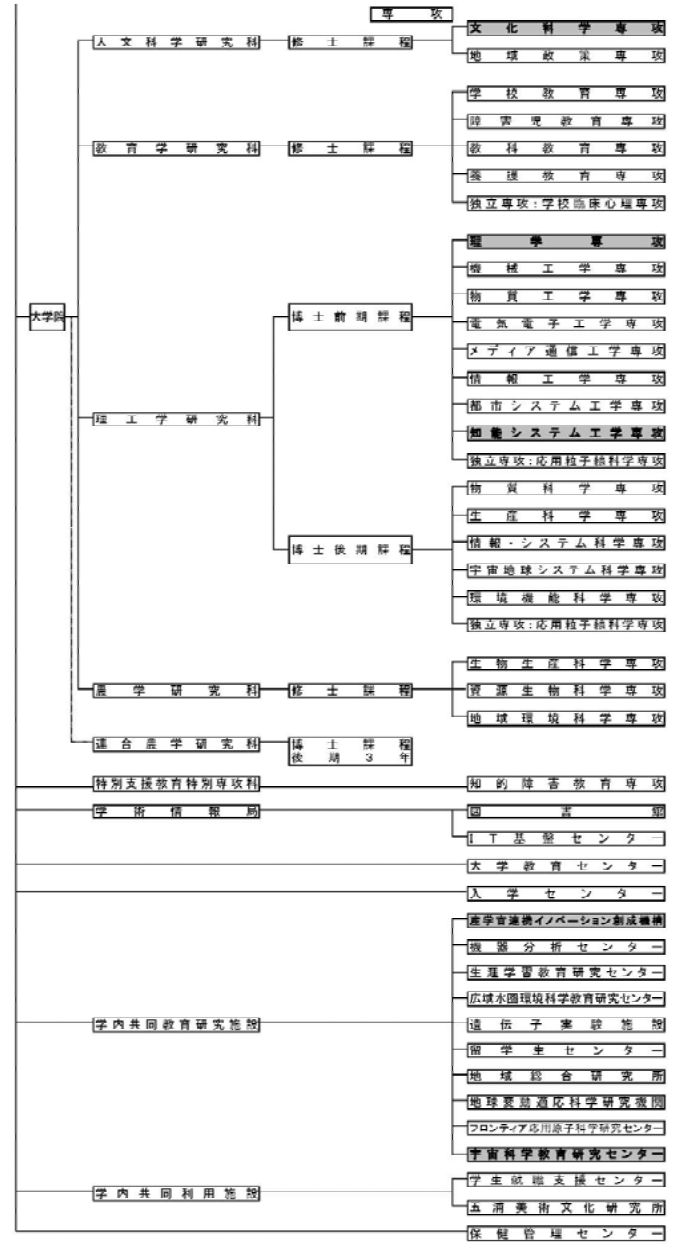 専攻
人文科学研究科 修士課程
文化科学専攻
地域政策専攻
教育学研究科 修士課程
学校教育専攻
障害児教育専攻
教科教育専攻
養護教育専攻
独立専攻:学校臨床心理専攻
大学院
理工学研究科
博士前期課程
理学専攻
機械工学専攻
物質工学専攻
電気電子工学専攻
メディア通信工学専攻
情報工学専攻
都市システム工学専攻
知能システム工学専攻
独立専攻:応用粒子線科学専攻
博士後期課程
物質科学専攻
生産科学専攻
情報・システム科学専攻
宇宙地球システム科学専攻
環境機能科学専攻
独立専攻:応用粒子線科学専攻
農学研究科 修士課程
生物生産科学専攻
資源生物科学専攻
地域環境科学専攻
連合農学研究科 博士課程
後期3年
特別支援教育特別専攻科 知的障害教育専攻
学術情報局
図書館
IT基盤センター
大学教育センター
入学センター
学内共同教育研究施設
産学官連携イノベーション創成機構
機器分析センター
生涯学習教育研究センター
広域水圏環境科学教育研究センター
遺伝子実験施設
留学生センター
地域総合研究所
地球変動適応科学研究機関
フロンティア応用原子科学研究センター
宇宙科学教育研究センター
学内共同利用施設
学生就職支援センター
五浦美術文化研究所
保健管理センター